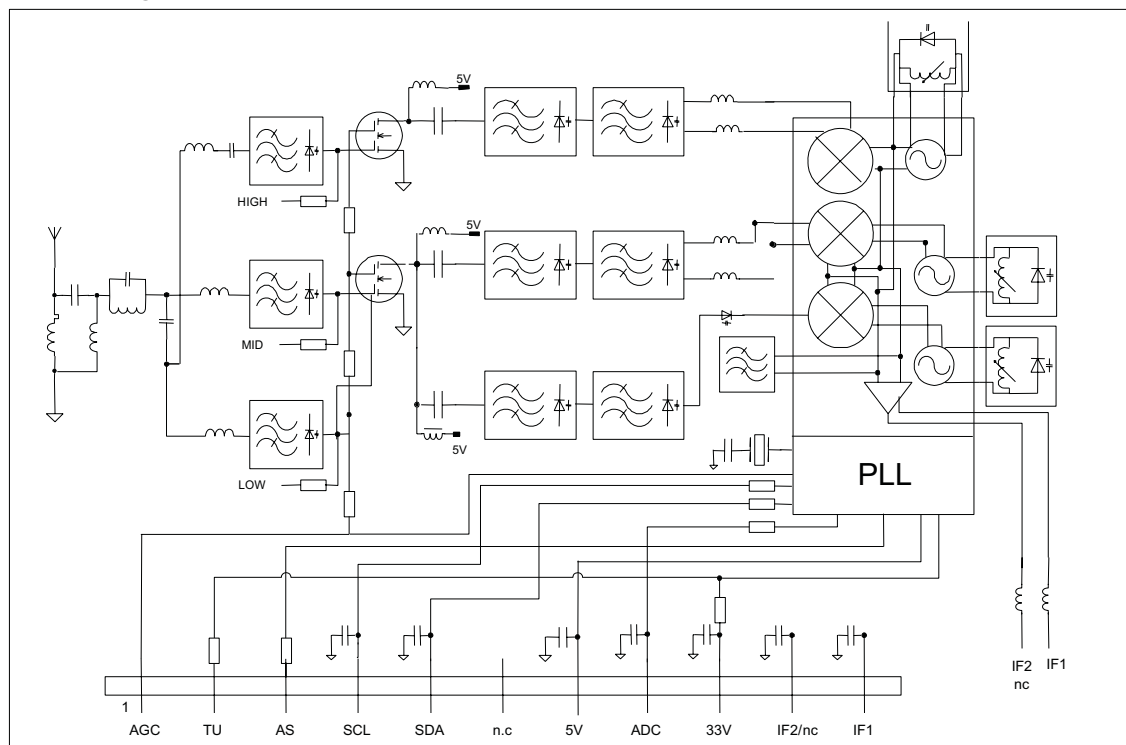 5V
HIGH
5V
MID
5V
LOW
PLL
IF2
nc
IF1
1
AGC TU AS SCL SDA n.c 5V ADC 33V IF2/nc IF1